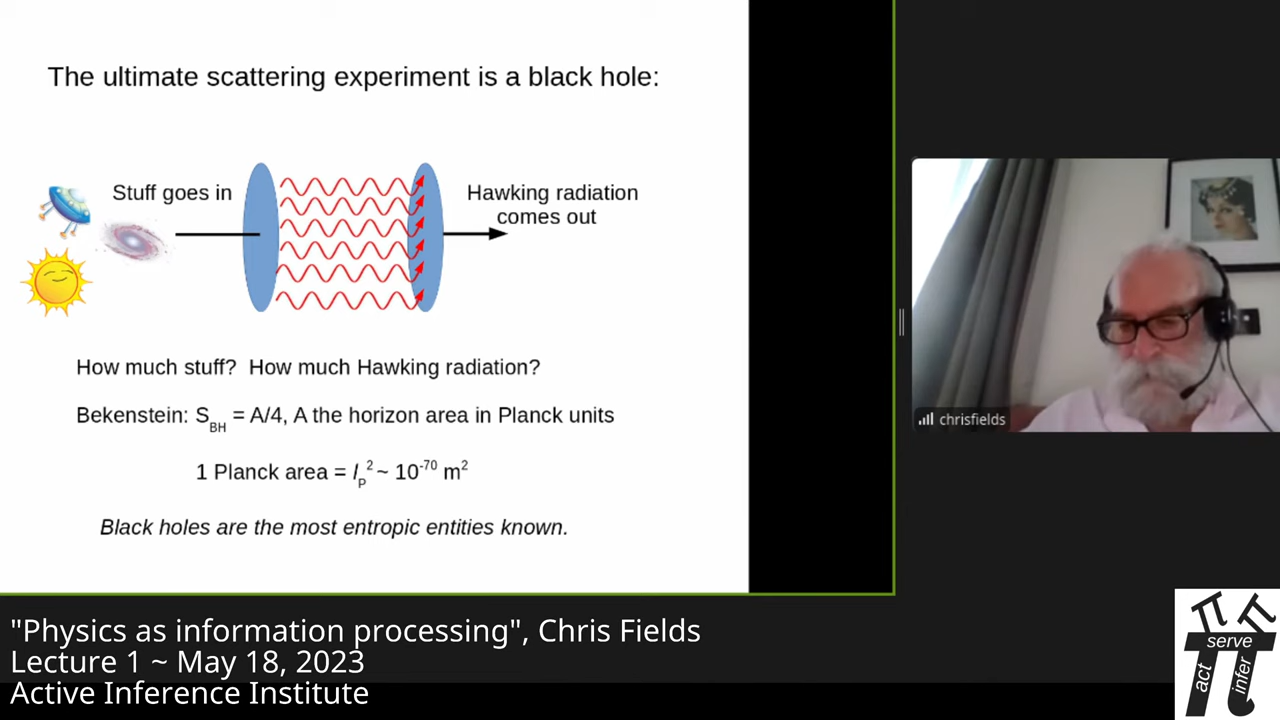 The ultimate scattering experiment is a black hole:
Stuff goes in
Hawking radiation
comes out
How much stuff?  How much Hawking radiation?
Bekenstein: S_BH = A/4, A the horizon area in Planck units
1 Planck area = l_P^2 ~ 10^-70 m^2
Black holes are the most entropic entities known.
chrisfields
"Physics as information processing", Chris Fields
Lecture 1 ~ May 18, 2023
Active Inference Institute
serve
act
infer